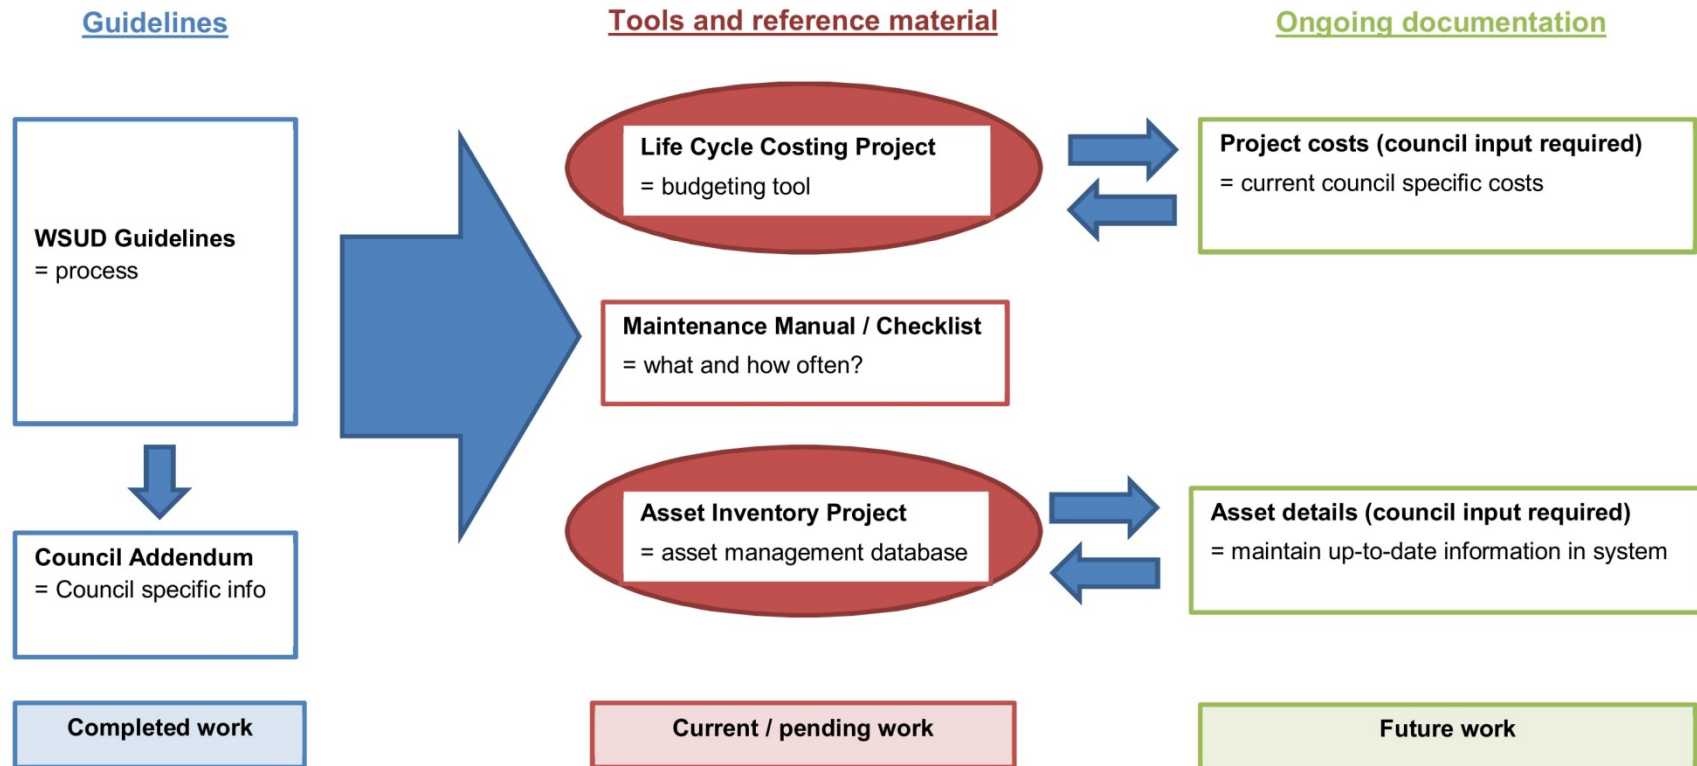 Guidelines
Tools and reference material
Ongoing documentation
WSUD Guidelines
= process
Council Addendum
= Council specific info
Completed work
Life Cycle Costing Project
= budgeting tool
Maintenance Manual / Checklist
= what and how often?
Asset Inventory Project
= asset management database
Current / pending work
Project costs (council input required)
= current council specific costs
Asset details (council input required)
= maintain up-to-date information in system
Future work